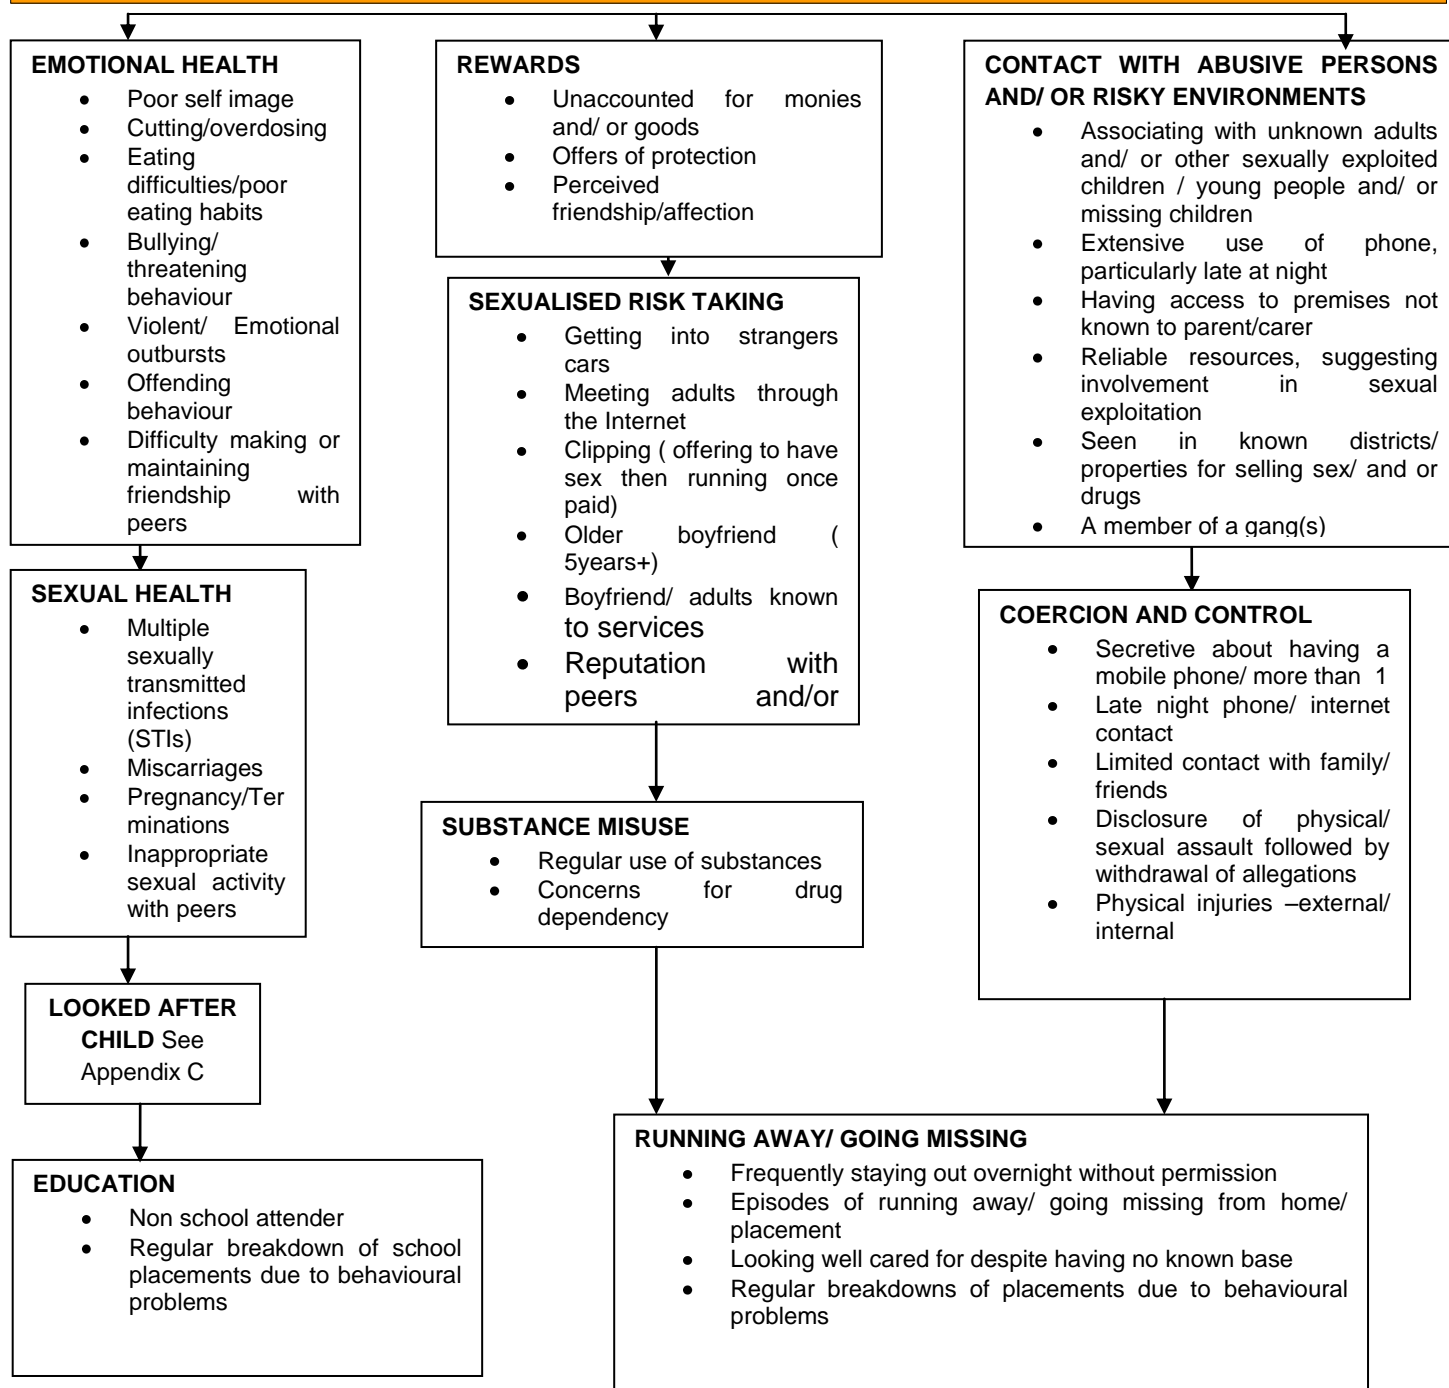 EMOTIONAL HEALTH
• Poor self image
• Cutting/overdosing
• Eating
difficulties/poor
eating habits
• Bullying/
threatening
behaviour
• Violent/ Emotional
outbursts
• Offending
behaviour
• Difficulty making or
maintaining
friendship with
peers
SEXUAL HEALTH
• Multiple
sexually
transmitted
infections
(STIs)
• Miscarriages
• Pregnancy/Ter
minations
• Inappropriate
sexual activity
with peers
LOOKED AFTER
CHILD See
Appendix C
EDUCATION
• Non school attender
• Regular breakdown of school
placements due to behavioural
problems
REWARDS
• Unaccounted for monies
and/ or goods
• Offers of protection
• Perceived
friendship/affection
SEXUALISED RISK TAKING
• Getting into strangers
cars
• Meeting adults through
the Internet
• Clipping ( offering to have
sex then running once
paid)
• Older boyfriend (
5years+)
• Boyfriend/ adults known
to services
• Reputation with
peers and/or
SUBSTANCE MISUSE
• Regular use of substances
• Concerns for drug
dependency
CONTACT WITH ABUSIVE PERSONS
AND/ OR RISKY ENVIRONMENTS
• Associating with unknown adults
and/ or other sexually exploited
children / young people and/ or
missing children
• Extensive use of phone,
particularly late at night
• Having access to premises not
known to parent/carer
• Reliable resources, suggesting
involvement in sexual
exploitation
• Seen in known districts/
properties for selling sex/ and or
drugs
• A member of a gang(s)
COERCION AND CONTROL
• Secretive about having a
mobile phone/ more than 1
• Late night phone/ internet
contact
• Limited contact with family/
friends
• Disclosure of physical/
sexual assault followed by
withdrawal of allegations
• Physical injuries –external/
internal
RUNNING AWAY/ GOING MISSING
• Frequently staying out overnight without permission
• Episodes of running away/ going missing from home/
placement
• Looking well cared for despite having no known base
• Regular breakdowns of placements due to behavioural
problems